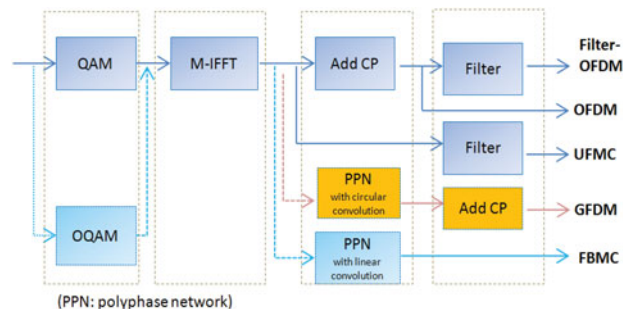 QAM
M-IFFT
Add CP
Filter
Filter-
OFDM
OFDM
Filter
UFMC
PPN
with circular
convolution
Add CP
GFDM
OQAM
PPN
with linear
convolution
FBMC
(PPN: polyphase network)